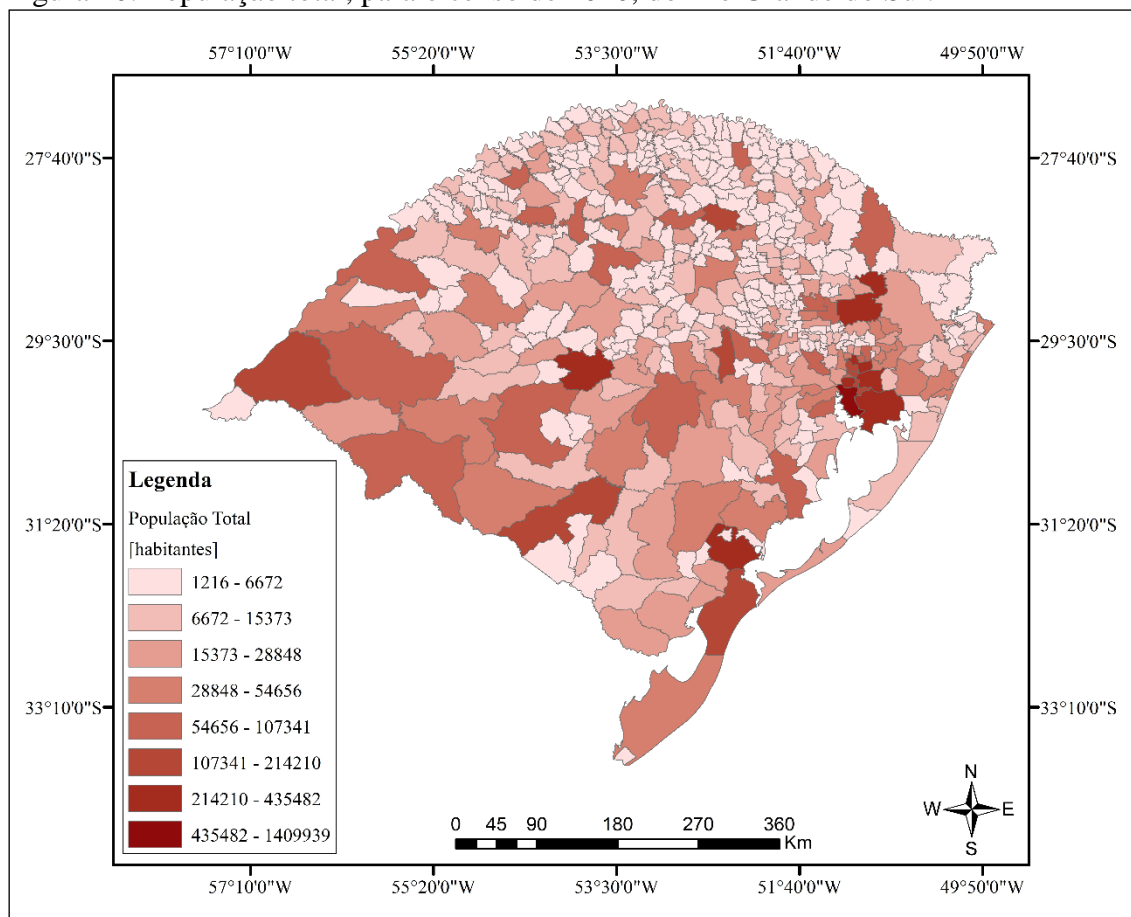 57°10'0"W 55°20'0"W 53°30'0"W 51°40'0"W 49°50'0"W
27°40'0"S 27°40'0"S
29°30'0"S 29°30'0"S
31°20'0"S 31°20'0"S
33°10'0"S 33°10'0"S
Legenda
População Total
[habitantes]
1216 - 6672
6672 - 15373
15373 - 28848
28848 - 54656
54656 - 107341
107341 - 214210
214210 - 435482
435482 - 1409939
N
W E
S
0 45 90 180 270 360
Km
57°10'0"W 55°20'0"W 53°30'0"W 51°40'0"W 49°50'0"W